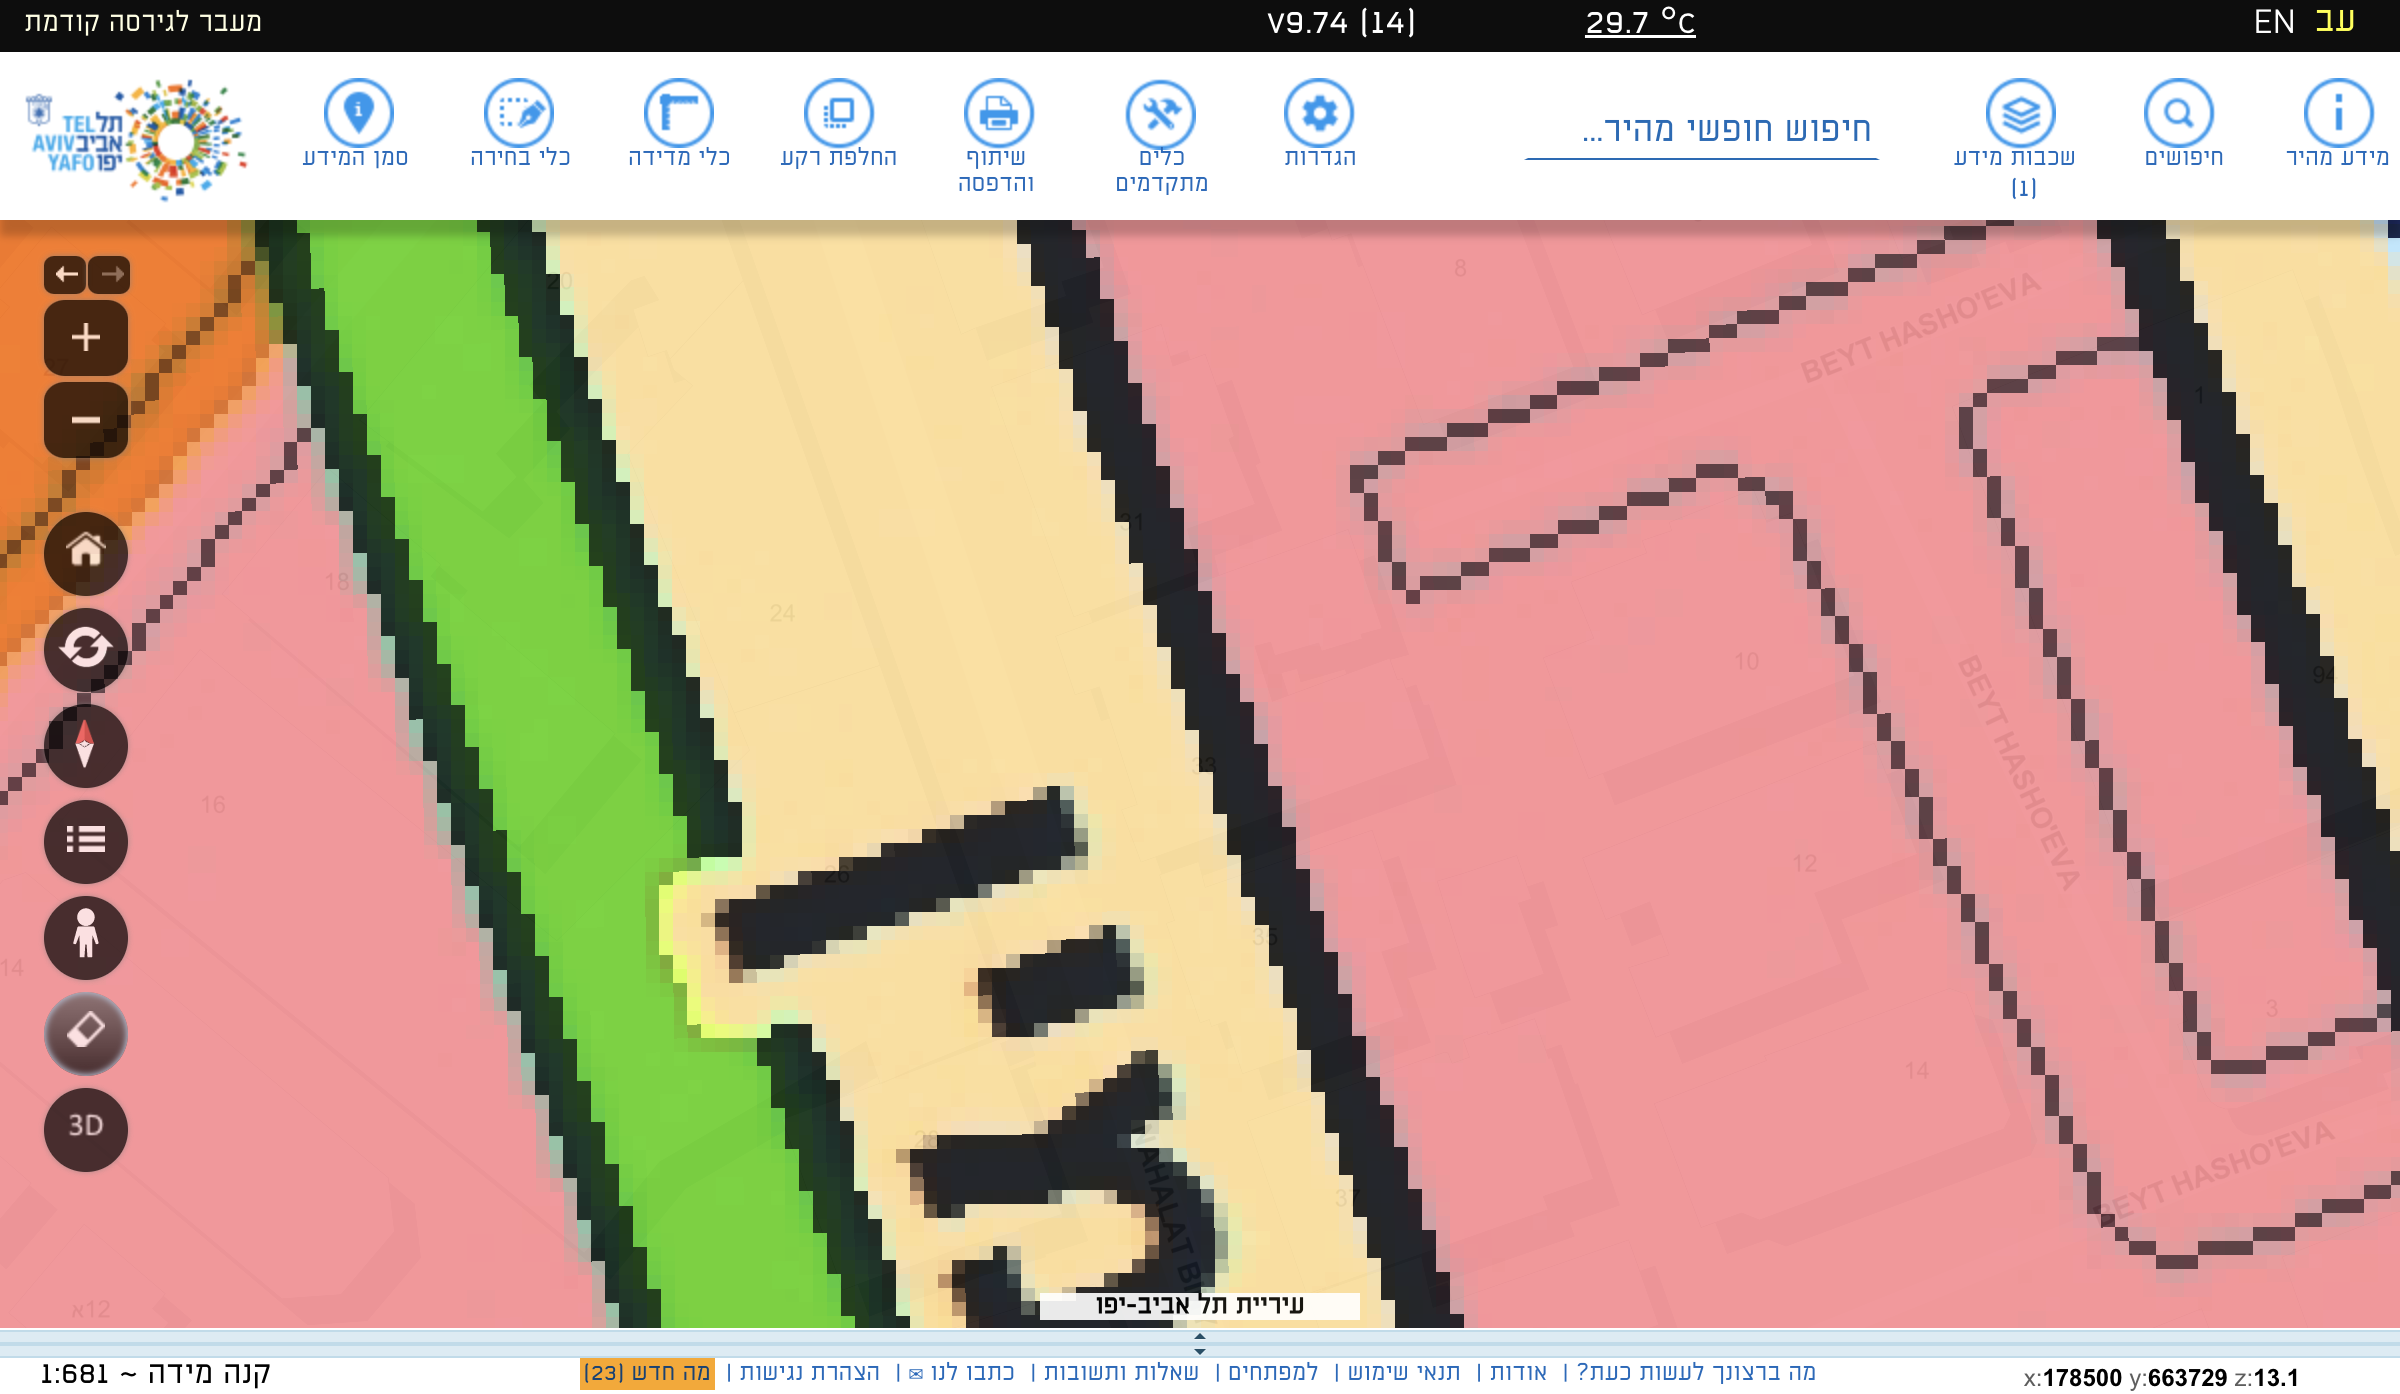 מעבר לגירסה קודמת
V9.74 (14)
29.7 °C
EN עב
תל אביב יפו
TEL AVIV YAFO
סמן המידע
כלי בחירה
כלי מדידה
החלפת רקע
שיתוף והדפסה
כלים מתקדמים
הגדרות
חיפוש חופשי מהיר...
שכבות מידע (1)
חיפושים
מידע מהיר
20
8
BEYT HASHO'EVA
1
31
18
24
10
94
BEYT HASHO'EVA
33
16
12
26
35
14
3
14
28
BEYT HASHO'EVA
37
12א
3D
עיריית תל אביב-יפו
קנה מידה ~ 1:681
מה ברצונך לעשות כעת? | אודות | תנאי שימוש | למפתחים | שאלות ותשובות | כתבו לנו ✉ | הצהרת נגישות | מה חדש (23)
x:178500 y:663729 z:13.1